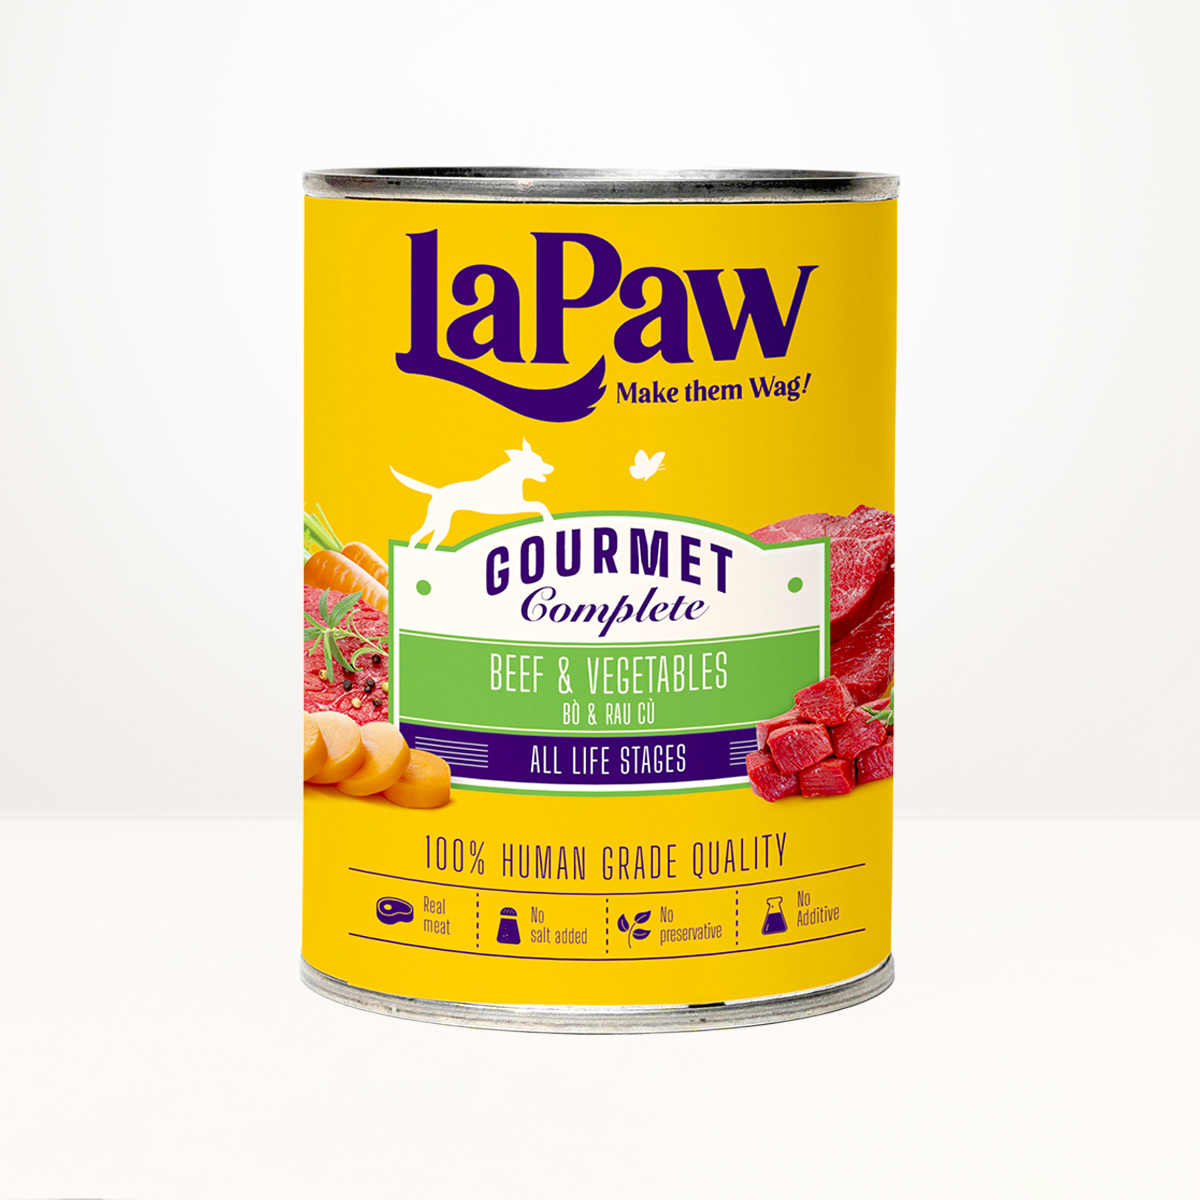 LaPaw
Make them Wag!
GOURMET
Complete
BEEF & VEGETABLES
BÒ & RAU CÙ
ALL LIFE STAGES
100% HUMAN GRADE QUALITY
Real
meat
No
salt added
No
preservative
No
Additive